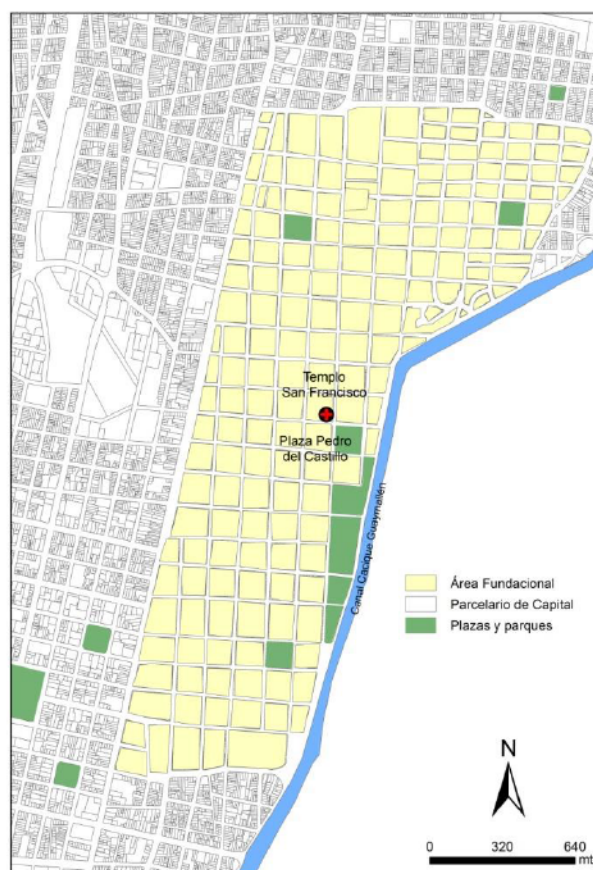 Templo
San Francisco
Plaza Pedro
del Castillo
Canal Cacique Guaymallén
Área Fundacional
Parcelario de Capital
Plazas y parques
N
0 320 640
mt